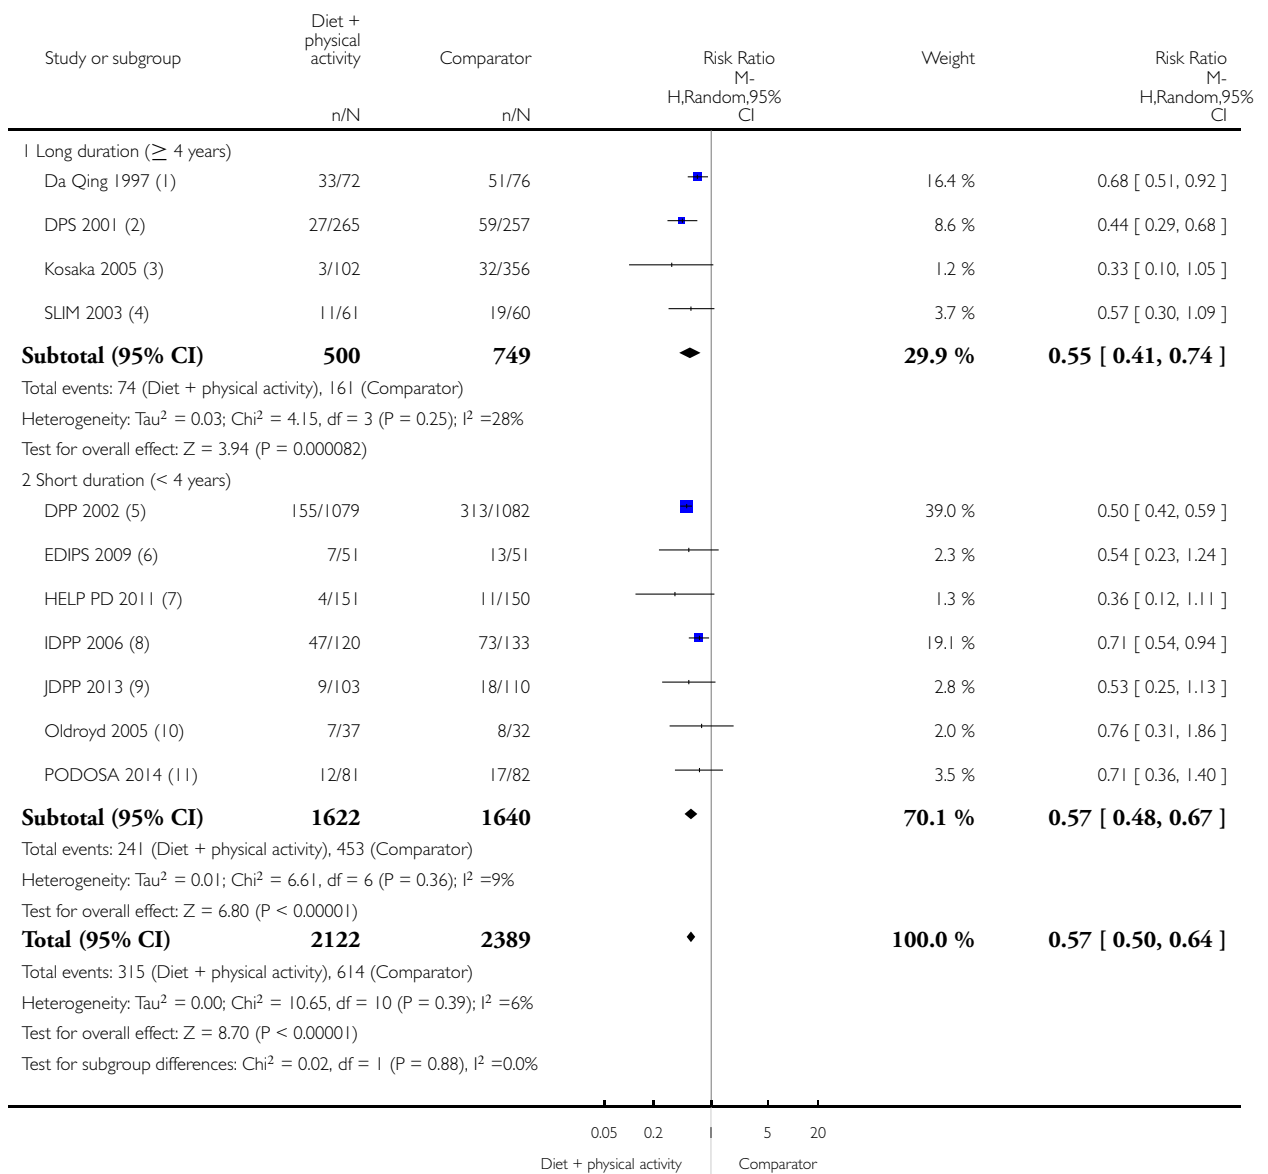 Study or subgroup Diet + physical activity Comparator Risk Ratio Weight Risk Ratio
n/N n/N M-H,Random,95% CI M-H,Random,95% CI
1 Long duration (≥ 4 years)
Da Qing 1997 (1) 33/72 51/76 16.4 % 0.68 [ 0.51, 0.92 ]
DPS 2001 (2) 27/265 59/257 8.6 % 0.44 [ 0.29, 0.68 ]
Kosaka 2005 (3) 3/102 32/356 1.2 % 0.33 [ 0.10, 1.05 ]
SLIM 2003 (4) 11/61 19/60 3.7 % 0.57 [ 0.30, 1.09 ]
Subtotal (95% CI) 500 749 29.9 % 0.55 [ 0.41, 0.74 ]
Total events: 74 (Diet + physical activity), 161 (Comparator)
Heterogeneity: Tau² = 0.03; Chi² = 4.15, df = 3 (P = 0.25); I² =28%
Test for overall effect: Z = 3.94 (P = 0.000082)
2 Short duration (< 4 years)
DPP 2002 (5) 155/1079 313/1082 39.0 % 0.50 [ 0.42, 0.59 ]
EDIPS 2009 (6) 7/51 13/51 2.3 % 0.54 [ 0.23, 1.24 ]
HELP PD 2011 (7) 4/151 11/150 1.3 % 0.36 [ 0.12, 1.11 ]
IDPP 2006 (8) 47/120 73/133 19.1 % 0.71 [ 0.54, 0.94 ]
JDPP 2013 (9) 9/103 18/110 2.8 % 0.53 [ 0.25, 1.13 ]
Oldroyd 2005 (10) 7/37 8/32 2.0 % 0.76 [ 0.31, 1.86 ]
PODOSA 2014 (11) 12/81 17/82 3.5 % 0.71 [ 0.36, 1.40 ]
Subtotal (95% CI) 1622 1640 70.1 % 0.57 [ 0.48, 0.67 ]
Total events: 241 (Diet + physical activity), 453 (Comparator)
Heterogeneity: Tau² = 0.01; Chi² = 6.61, df = 6 (P = 0.36); I² =9%
Test for overall effect: Z = 6.80 (P < 0.00001)
Total (95% CI) 2122 2389 100.0 % 0.57 [ 0.50, 0.64 ]
Total events: 315 (Diet + physical activity), 614 (Comparator)
Heterogeneity: Tau² = 0.00; Chi² = 10.65, df = 10 (P = 0.39); I² =6%
Test for overall effect: Z = 8.70 (P < 0.00001)
Test for subgroup differences: Chi² = 0.02, df = 1 (P = 0.88), I² =0.0%
0.05 0.2 1 5 20
Diet + physical activity Comparator